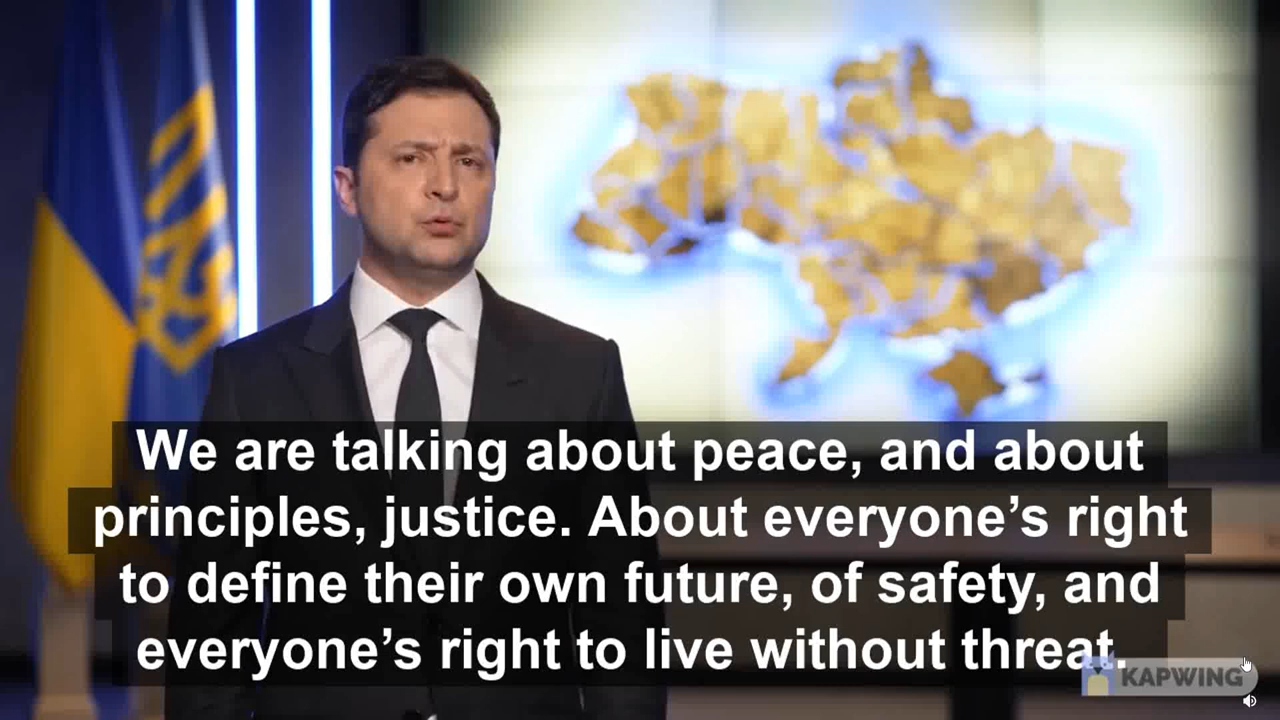 We are talking about peace, and about
principles, justice. About everyone’s right
to define their own future, of safety, and
everyone’s right to live without threat.
KAPWING